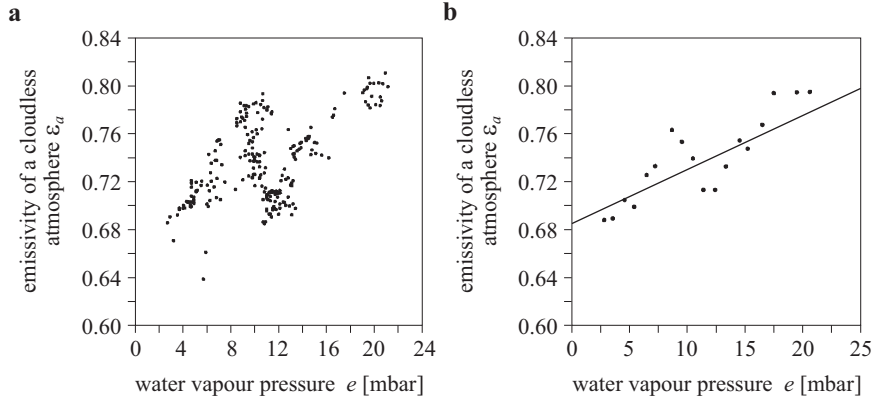 a
0.84
0.80
0.76
0.72
0.68
0.64
0.60
emissivity of a cloudless
atmosphere εa
4 8 12 16 20 24
water vapour pressure e [mbar]
b
0.84
0.80
0.76
0.72
0.68
0.64
0.60
emissivity of a cloudless
atmosphere εa
0 5 10 15 20 25
water vapour pressure e [mbar]